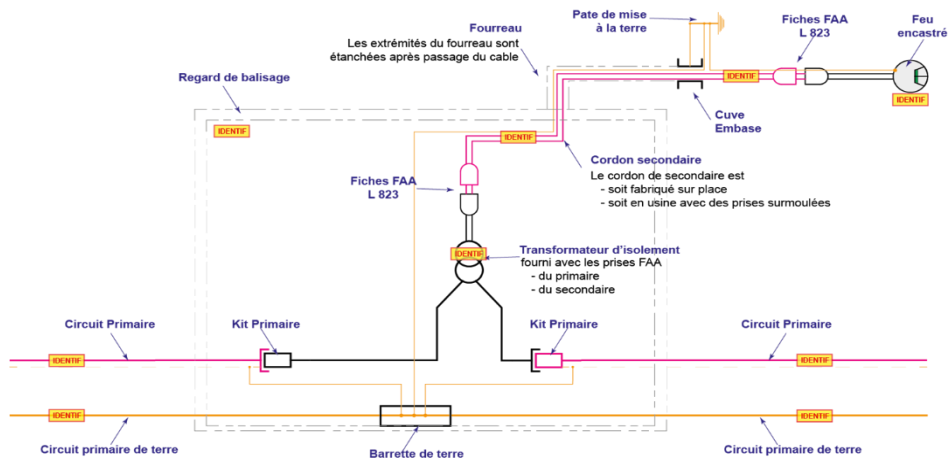 Pate de mise
à la terre
Fourreau
Les extrémités du fourreau sont
étanchées après passage du cable
Fiches FAA
L 823
Feu
encastré
IDENTIF
IDENTIF
Regard de balisage
IDENTIF
Cuve
Embase
IDENTIF
Cordon secondaire
Le cordon de secondaire est
- soit fabriqué sur place
- soit en usine avec des prises surmoulées
Fiches FAA
L 823
IDENTIF
Transformateur d'isolement
fourni avec les prises FAA
- du primaire
- du secondaire
Circuit Primaire
Kit Primaire
Kit Primaire
Circuit Primaire
IDENTIF
IDENTIF
IDENTIF
IDENTIF
Circuit primaire de terre
Barrette de terre
Circuit primaire de terre